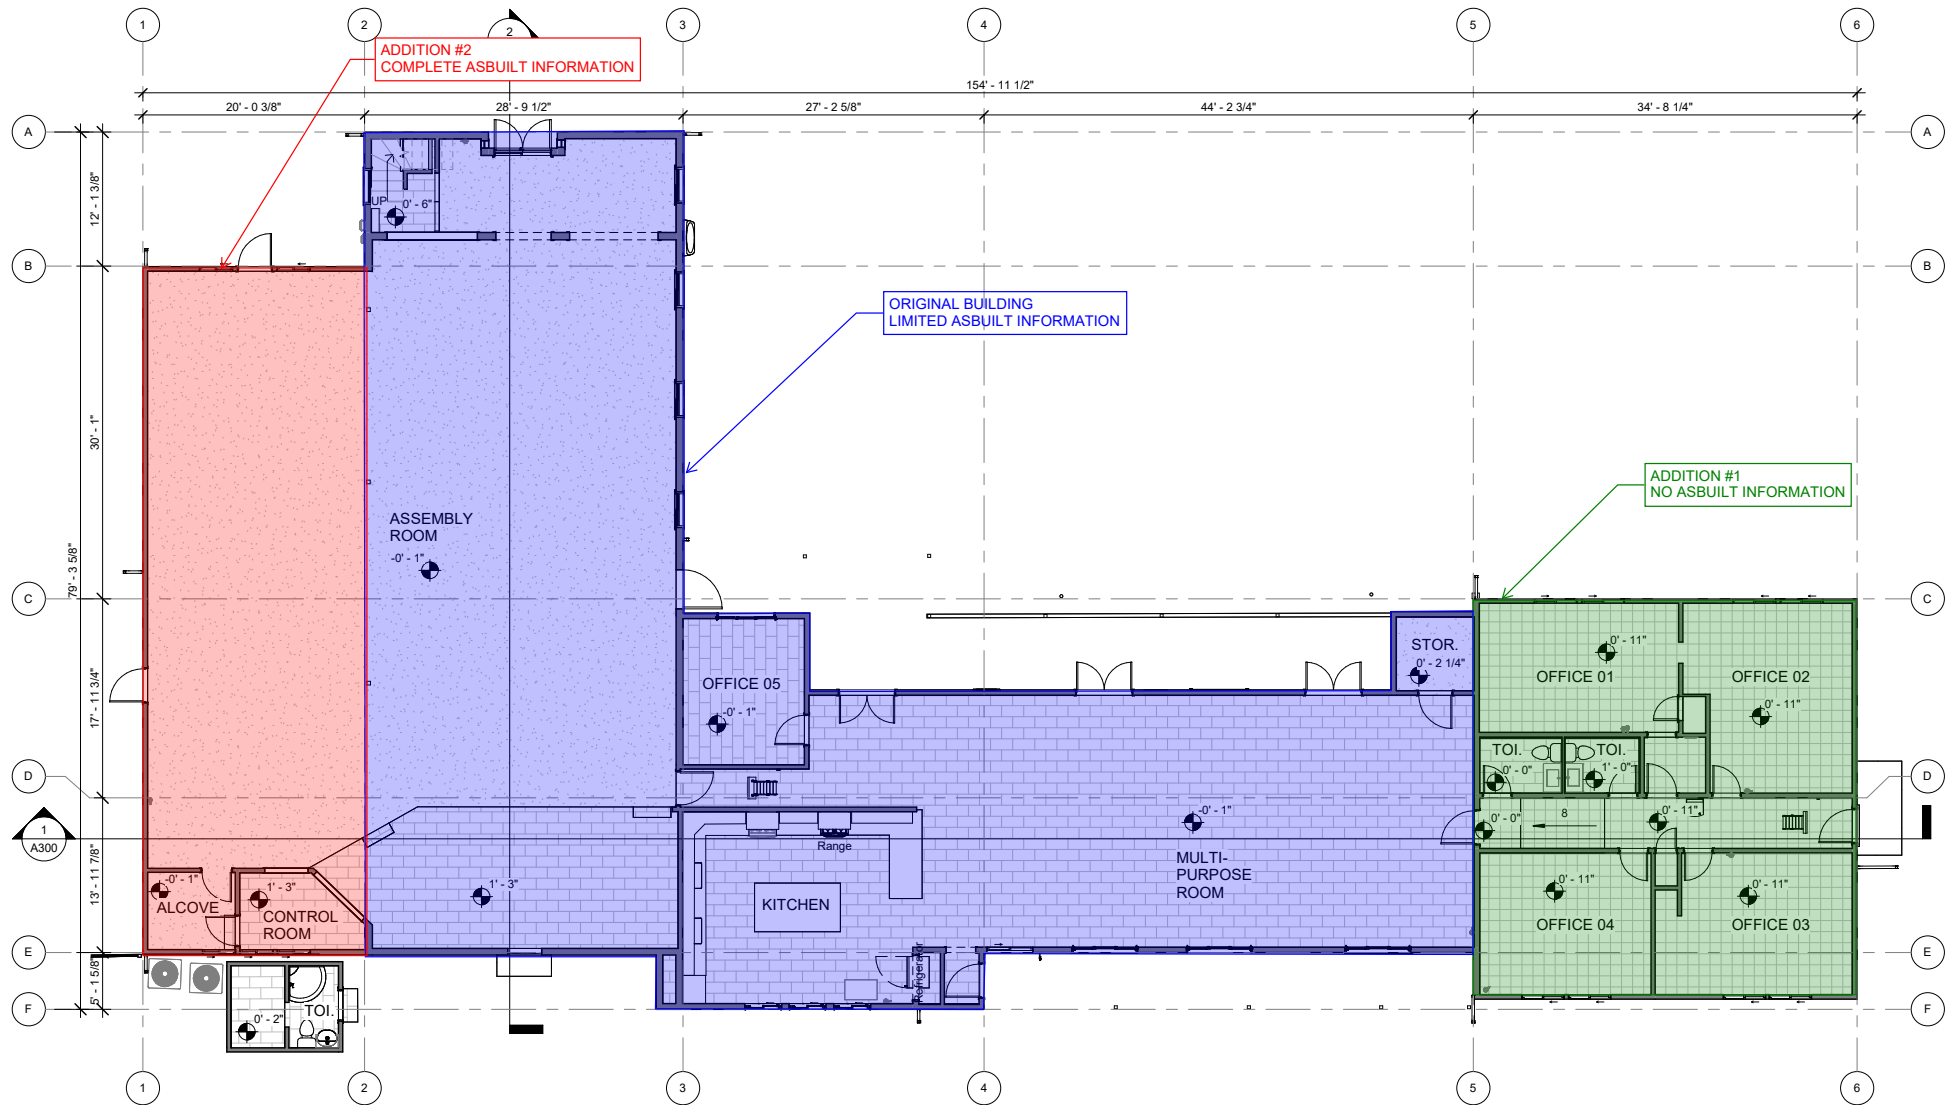 1
2
3
4
5
6
2
ADDITION #2
COMPLETE ASBUILT INFORMATION
154' - 11 1/2"
20' - 0 3/8"
28' - 9 1/2"
27' - 2 5/8"
44' - 2 3/4"
34' - 8 1/4"
A
A
12' - 1 3/8"
UP
0' - 6"
B
B
ORIGINAL BUILDING
LIMITED ASBUILT INFORMATION
30' - 1"
ADDITION #1
NO ASBUILT INFORMATION
ASSEMBLY
ROOM
-0' - 1"
79' - 3 5/8"
C
C
STOR.
0' - 2 1/4"
0' - 11"
OFFICE 01
OFFICE 02
0' - 11"
OFFICE 05
-0' - 1"
17' - 11 3/4"
TOI.
TOI.
0' - 0"
1' - 0"
D
D
1
A300
-0' - 1"
0' - 0"
8
0' - 11"
Range
MULTI-
PURPOSE
ROOM
13' - 11 7/8"
-0' - 1"
ALCOVE
1' - 3"
CONTROL
ROOM
1' - 3"
KITCHEN
0' - 11"
OFFICE 04
0' - 11"
OFFICE 03
Refrigerator
E
E
5' - 1 5/8"
F
F
TOI.
0' - 2"
1
2
3
4
5
6